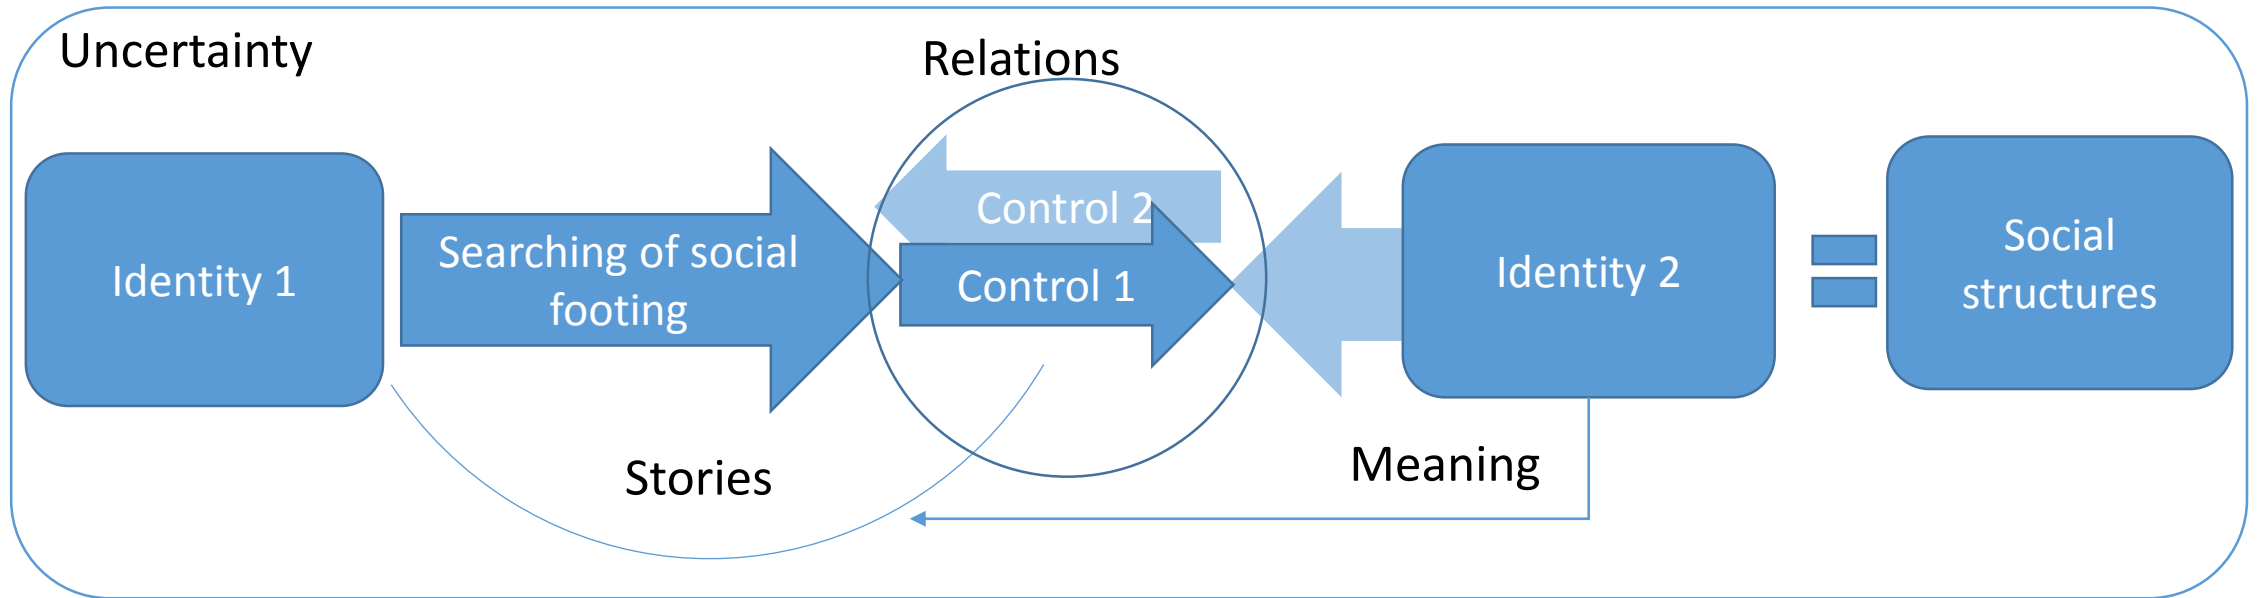 Uncertainty
Relations
Identity 1
Searching of social
footing
Control 2
Control 1
Identity 2
Social
structures
Stories
Meaning